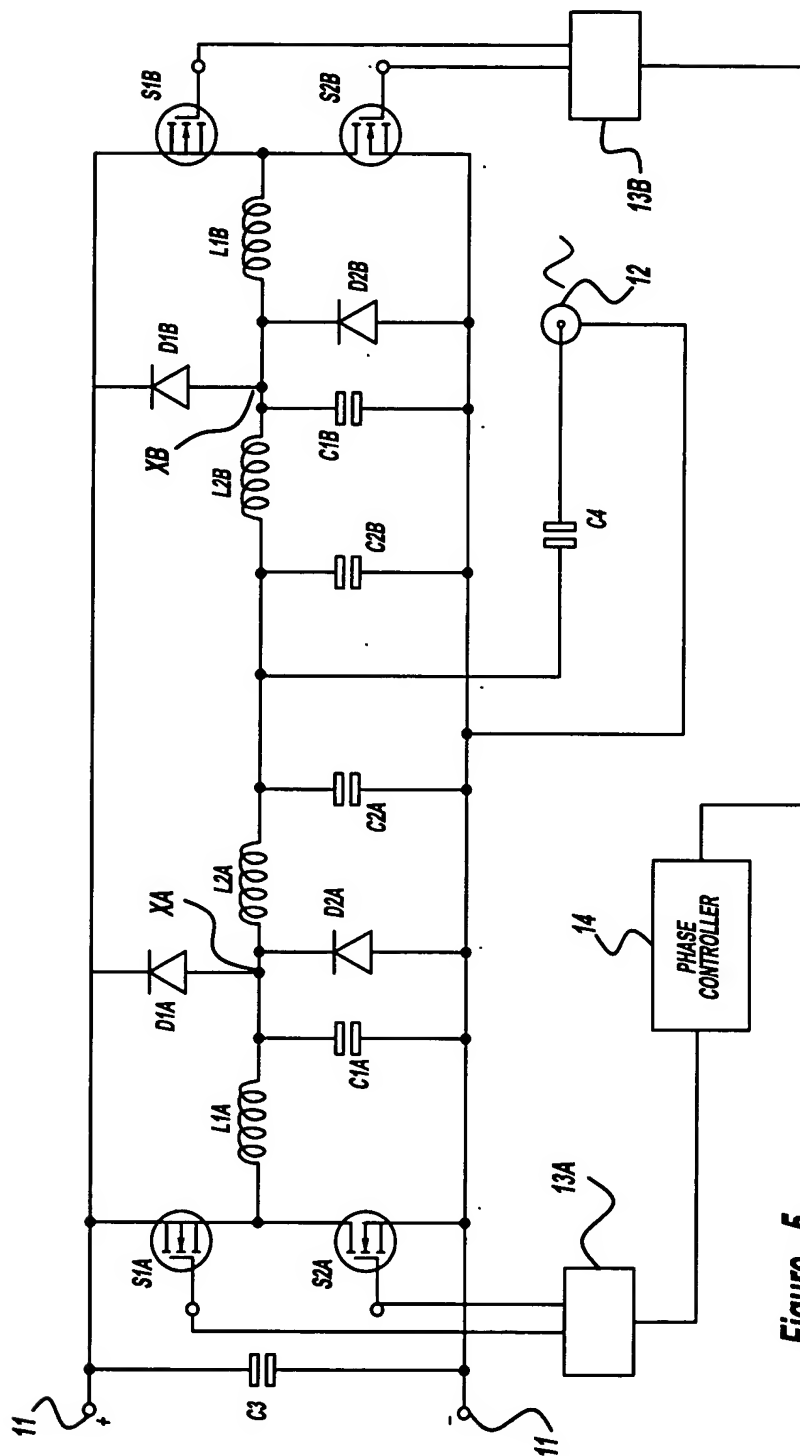 11
+
-
11
C3
S1A
S2A
L1A
C1A
D1A
XA
D2A
L2A
C2A
C2B
L2B
XB
C1B
D1B
D2B
L1B
S1B
S2B
C4
12
13A
14
PHASE
CONTROLLER
13B
Figure 5